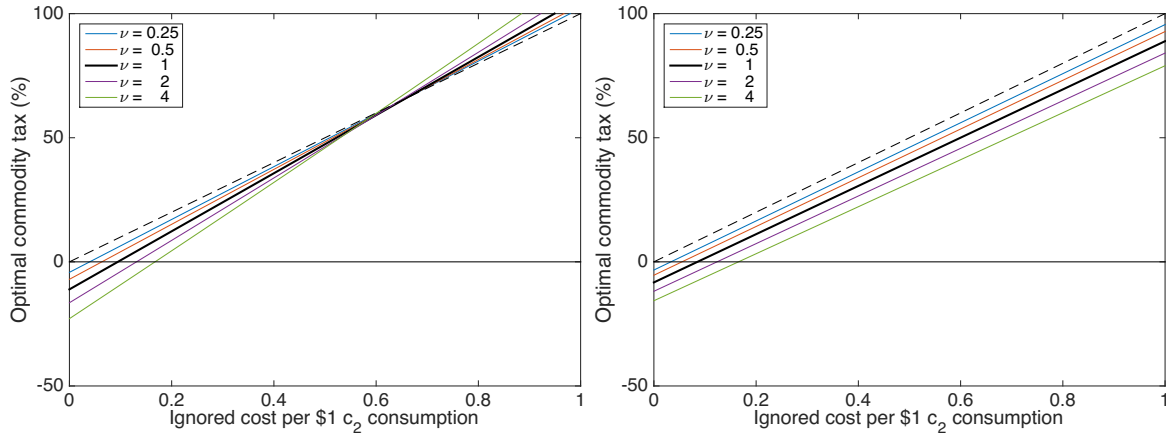 100
50
0
-50
Optimal commodity tax (%)
ν = 0.25
ν = 0.5
ν = 1
ν = 2
ν = 4
0 0.2 0.4 0.6 0.8 1
Ignored cost per $1 c₂ consumption
100
50
0
-50
Optimal commodity tax (%)
ν = 0.25
ν = 0.5
ν = 1
ν = 2
ν = 4
0 0.2 0.4 0.6 0.8 1
Ignored cost per $1 c₂ consumption